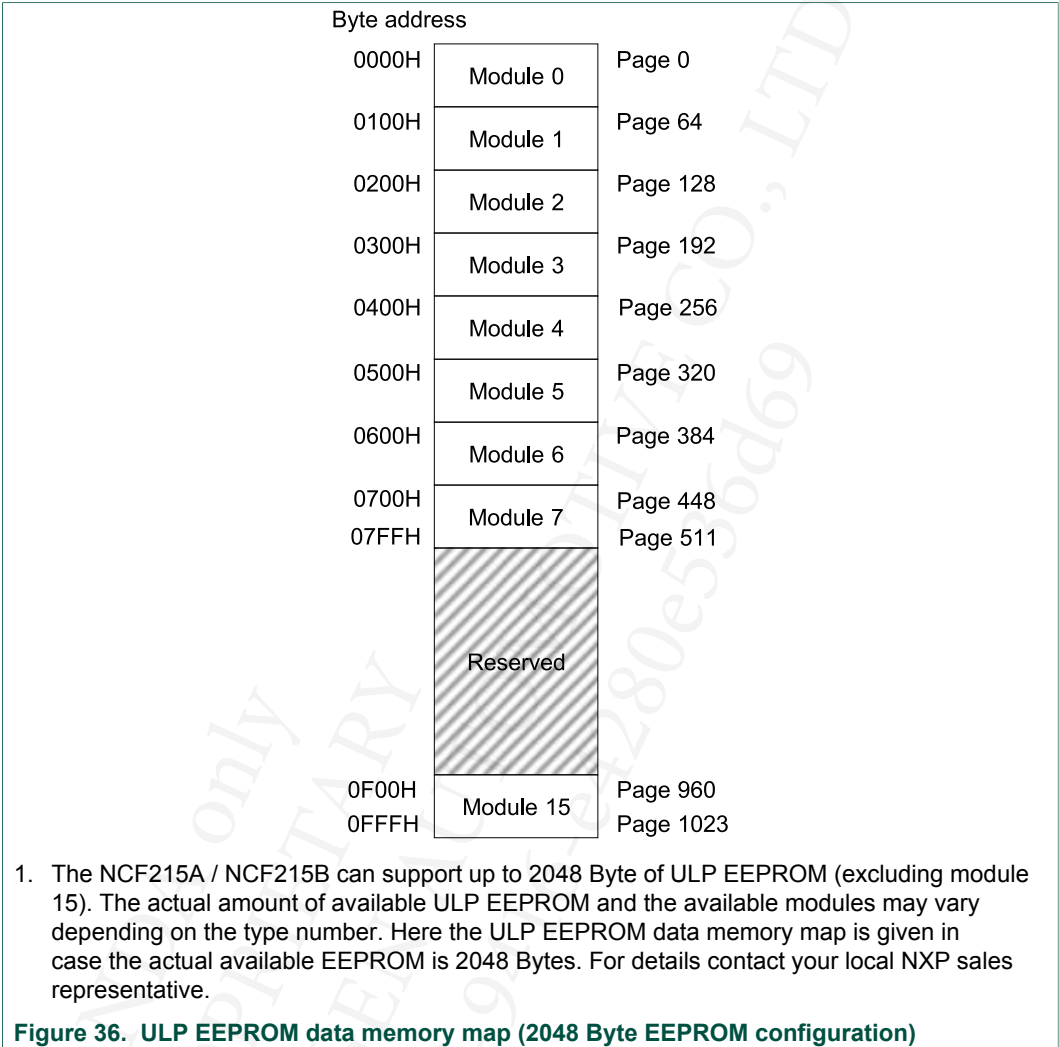 Byte address
0000H Module 0 Page 0
0100H Module 1 Page 64
0200H Module 2 Page 128
0300H Module 3 Page 192
0400H Module 4 Page 256
0500H Module 5 Page 320
0600H Module 6 Page 384
0700H Module 7 Page 448
07FFH Page 511
Reserved
0F00H Module 15 Page 960
0FFFH Page 1023
1. The NCF215A / NCF215B can support up to 2048 Byte of ULP EEPROM (excluding module
15). The actual amount of available ULP EEPROM and the available modules may vary
depending on the type number. Here the ULP EEPROM data memory map is given in
case the actual available EEPROM is 2048 Bytes. For details contact your local NXP sales
representative.
Figure 36. ULP EEPROM data memory map (2048 Byte EEPROM configuration)